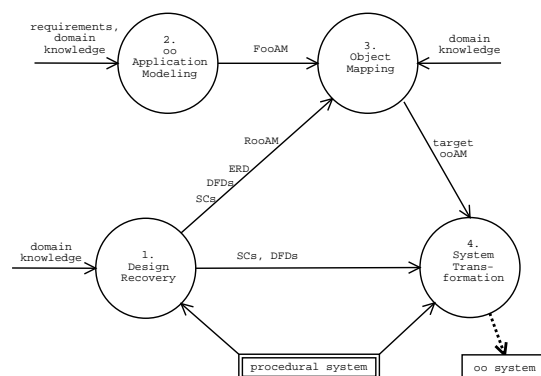 requirements,
domain
knowledge
2.
oo
Application
Modeling
FooAM
3.
Object
Mapping
domain
knowledge
RooAM
ERD
DFDs
SCs
target
ooAM
domain
knowledge
1.
Design
Recovery
SCs, DFDs
4.
System
Trans-
formation
procedural system
oo system